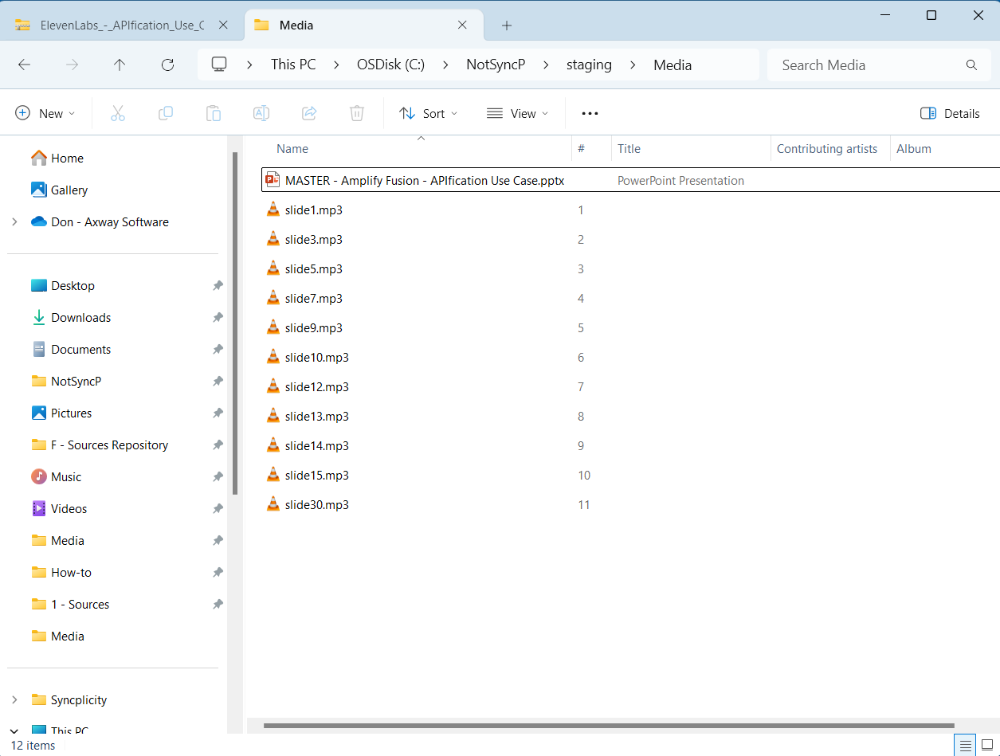 ElevenLabs_-_APIfication_Use_C
Media
This PC > OSDisk (C:) > NotSyncP > staging > Media
Search Media
New
Sort
View
Details
Home
Gallery
Don - Axway Software
Desktop
Downloads
Documents
NotSyncP
Pictures
F - Sources Repository
Music
Videos
Media
How-to
1 - Sources
Media
Syncplicity
This PC
Name # Title Contributing artists Album
MASTER - Amplify Fusion - APIfication Use Case.pptx PowerPoint Presentation
slide1.mp3 1
slide3.mp3 2
slide5.mp3 3
slide7.mp3 4
slide9.mp3 5
slide10.mp3 6
slide12.mp3 7
slide13.mp3 8
slide14.mp3 9
slide15.mp3 10
slide30.mp3 11
12 items